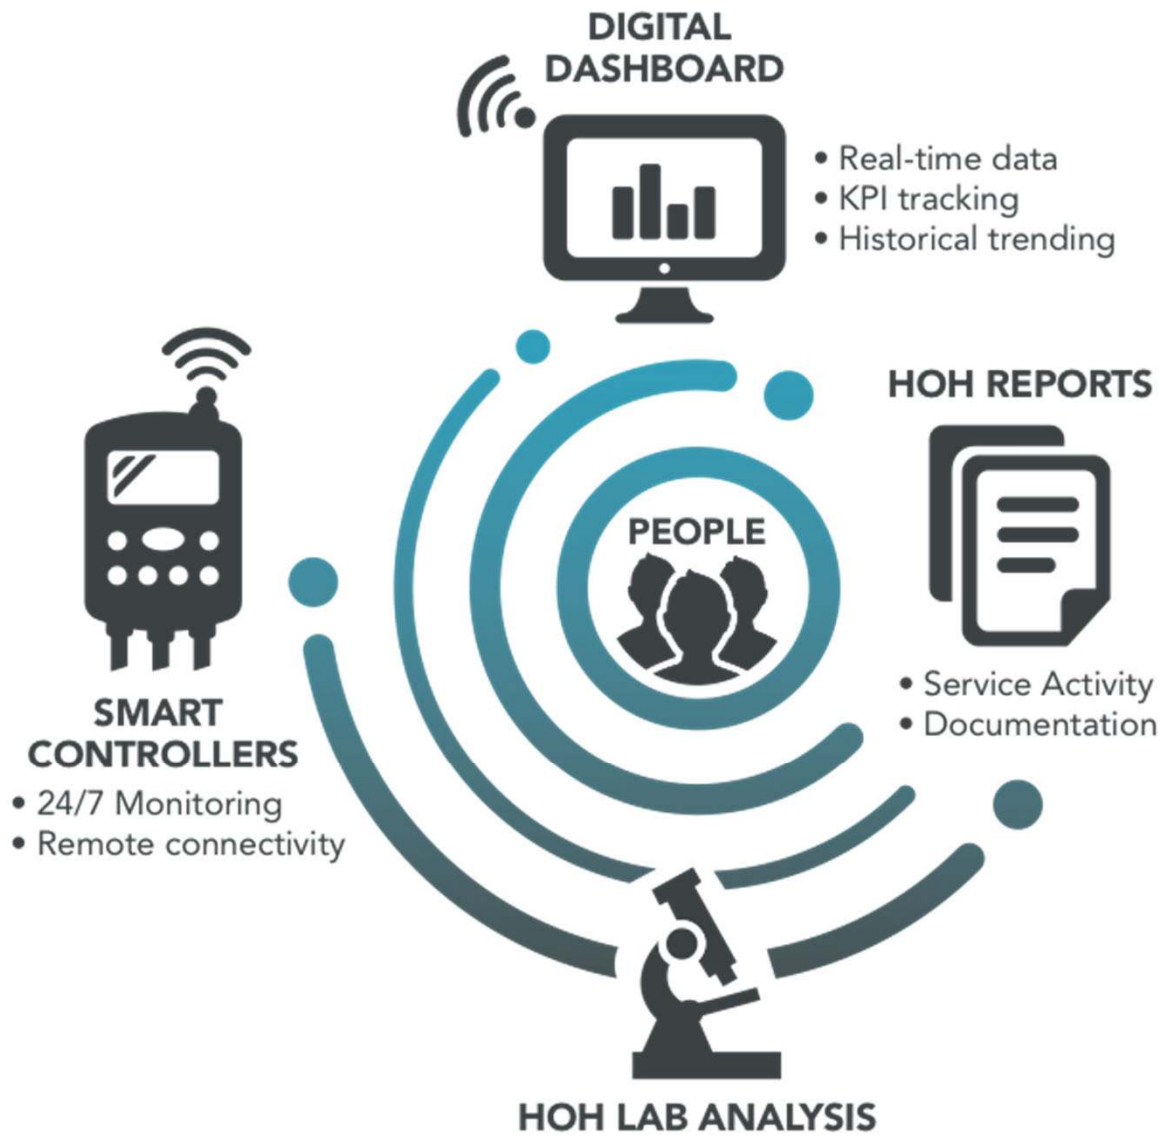 DIGITAL
DASHBOARD
• Real-time data
• KPI tracking
• Historical trending
HOH REPORTS
• Service Activity
• Documentation
PEOPLE
SMART
CONTROLLERS
• 24/7 Monitoring
• Remote connectivity
HOH LAB ANALYSIS